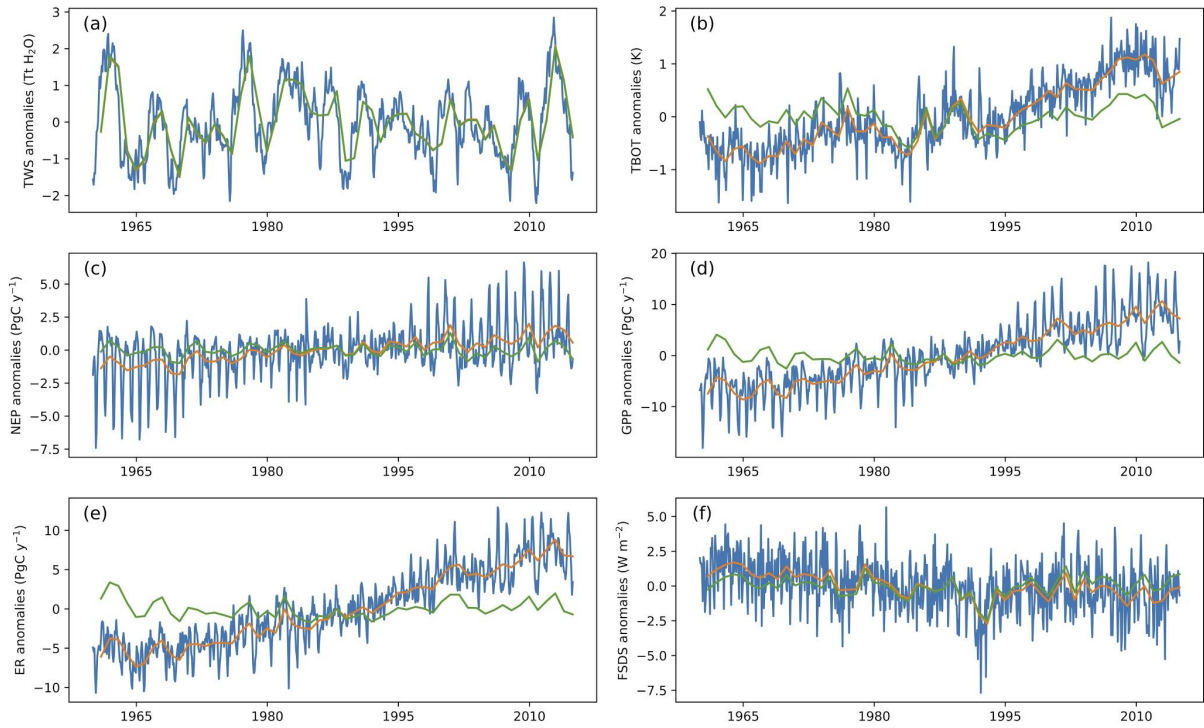 (a)
TWS anomalies (Tt H₂O)
3
2
1
0
−1
−2
1965 1980 1995 2010
(b)
TBOT anomalies (K)
2
1
0
−1
1965 1980 1995 2010
(c)
NEP anomalies (PgC y⁻¹)
5.0
2.5
0.0
−2.5
−5.0
−7.5
1965 1980 1995 2010
(d)
GPP anomalies (PgC y⁻¹)
20
10
0
−10
1965 1980 1995 2010
(e)
ER anomalies (PgC y⁻¹)
10
5
0
−5
−10
1965 1980 1995 2010
(f)
FSDS anomalies (W m⁻²)
5.0
2.5
0.0
−2.5
−5.0
−7.5
1965 1980 1995 2010